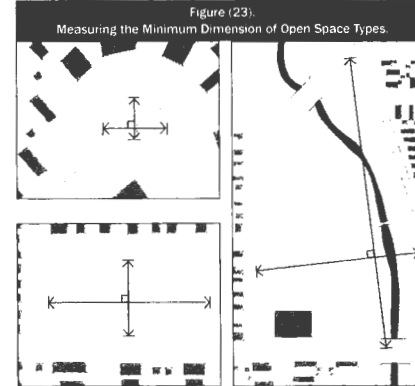 Figure (23).
Measuring the Minimum Dimension of Open Space Types.